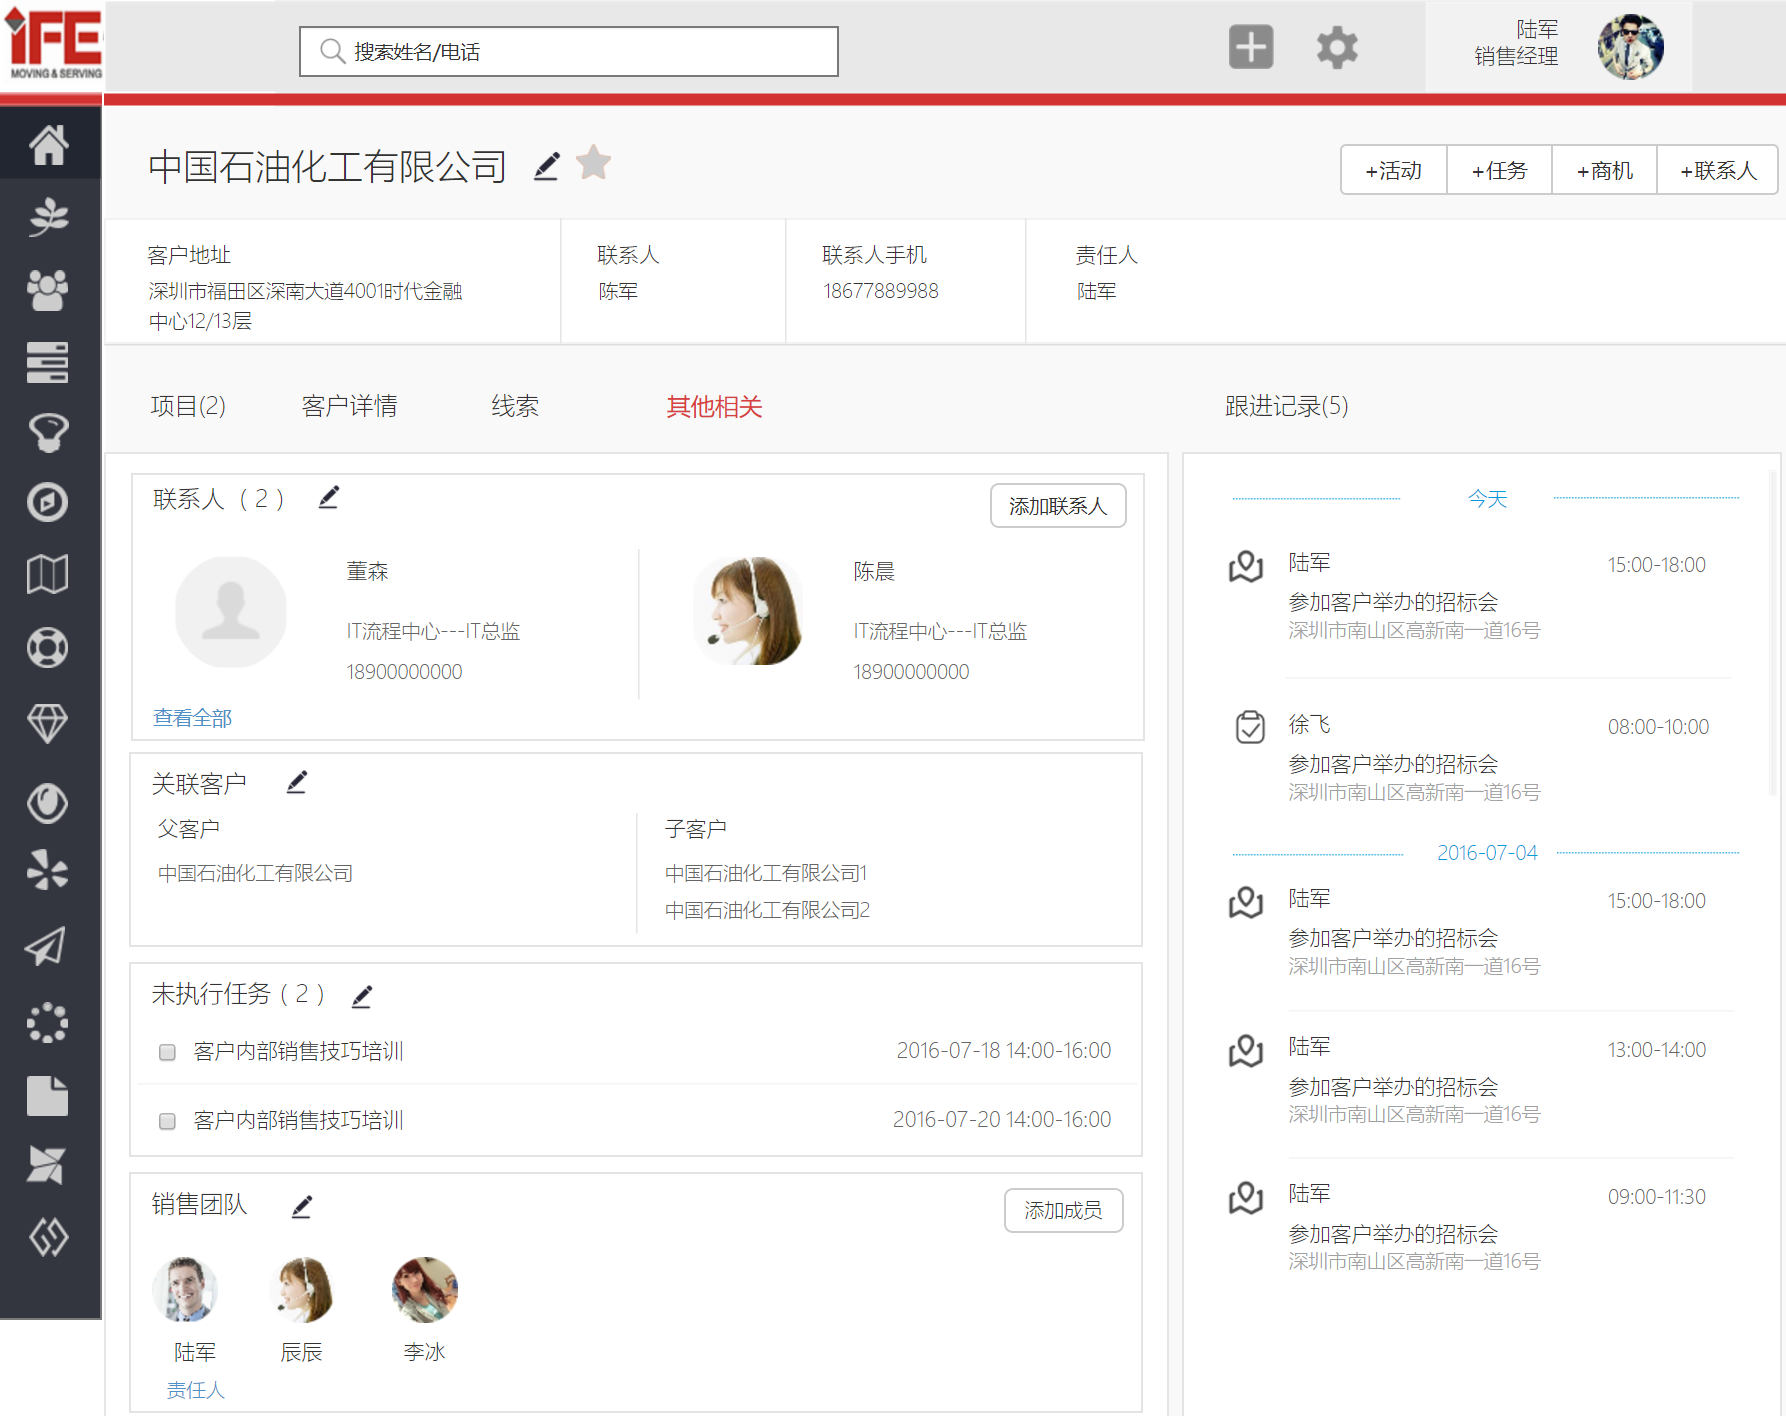 iFE
MOVING & SERVING
搜索姓名/电话
陆军
销售经理
中国石油化工有限公司
+活动
+任务
+商机
+联系人
客户地址
深圳市福田区深南大道4001时代金融
中心12/13层
联系人
陈军
联系人手机
18677889988
责任人
陆军
项目(2)
客户详情
线索
其他相关
跟进记录(5)
联系人（2）
添加联系人
董森
IT流程中心---IT总监
18900000000
陈晨
IT流程中心---IT总监
18900000000
查看全部
关联客户
父客户
中国石油化工有限公司
子客户
中国石油化工有限公司1
中国石油化工有限公司2
未执行任务（2）
客户内部销售技巧培训
2016-07-18 14:00-16:00
客户内部销售技巧培训
2016-07-20 14:00-16:00
销售团队
添加成员
陆军
责任人
辰辰
李冰
今天
陆军
15:00-18:00
参加客户举办的招标会
深圳市南山区高新南一道16号
徐飞
08:00-10:00
参加客户举办的招标会
深圳市南山区高新南一道16号
2016-07-04
陆军
15:00-18:00
参加客户举办的招标会
深圳市南山区高新南一道16号
陆军
13:00-14:00
参加客户举办的招标会
深圳市南山区高新南一道16号
陆军
09:00-11:30
参加客户举办的招标会
深圳市南山区高新南一道16号